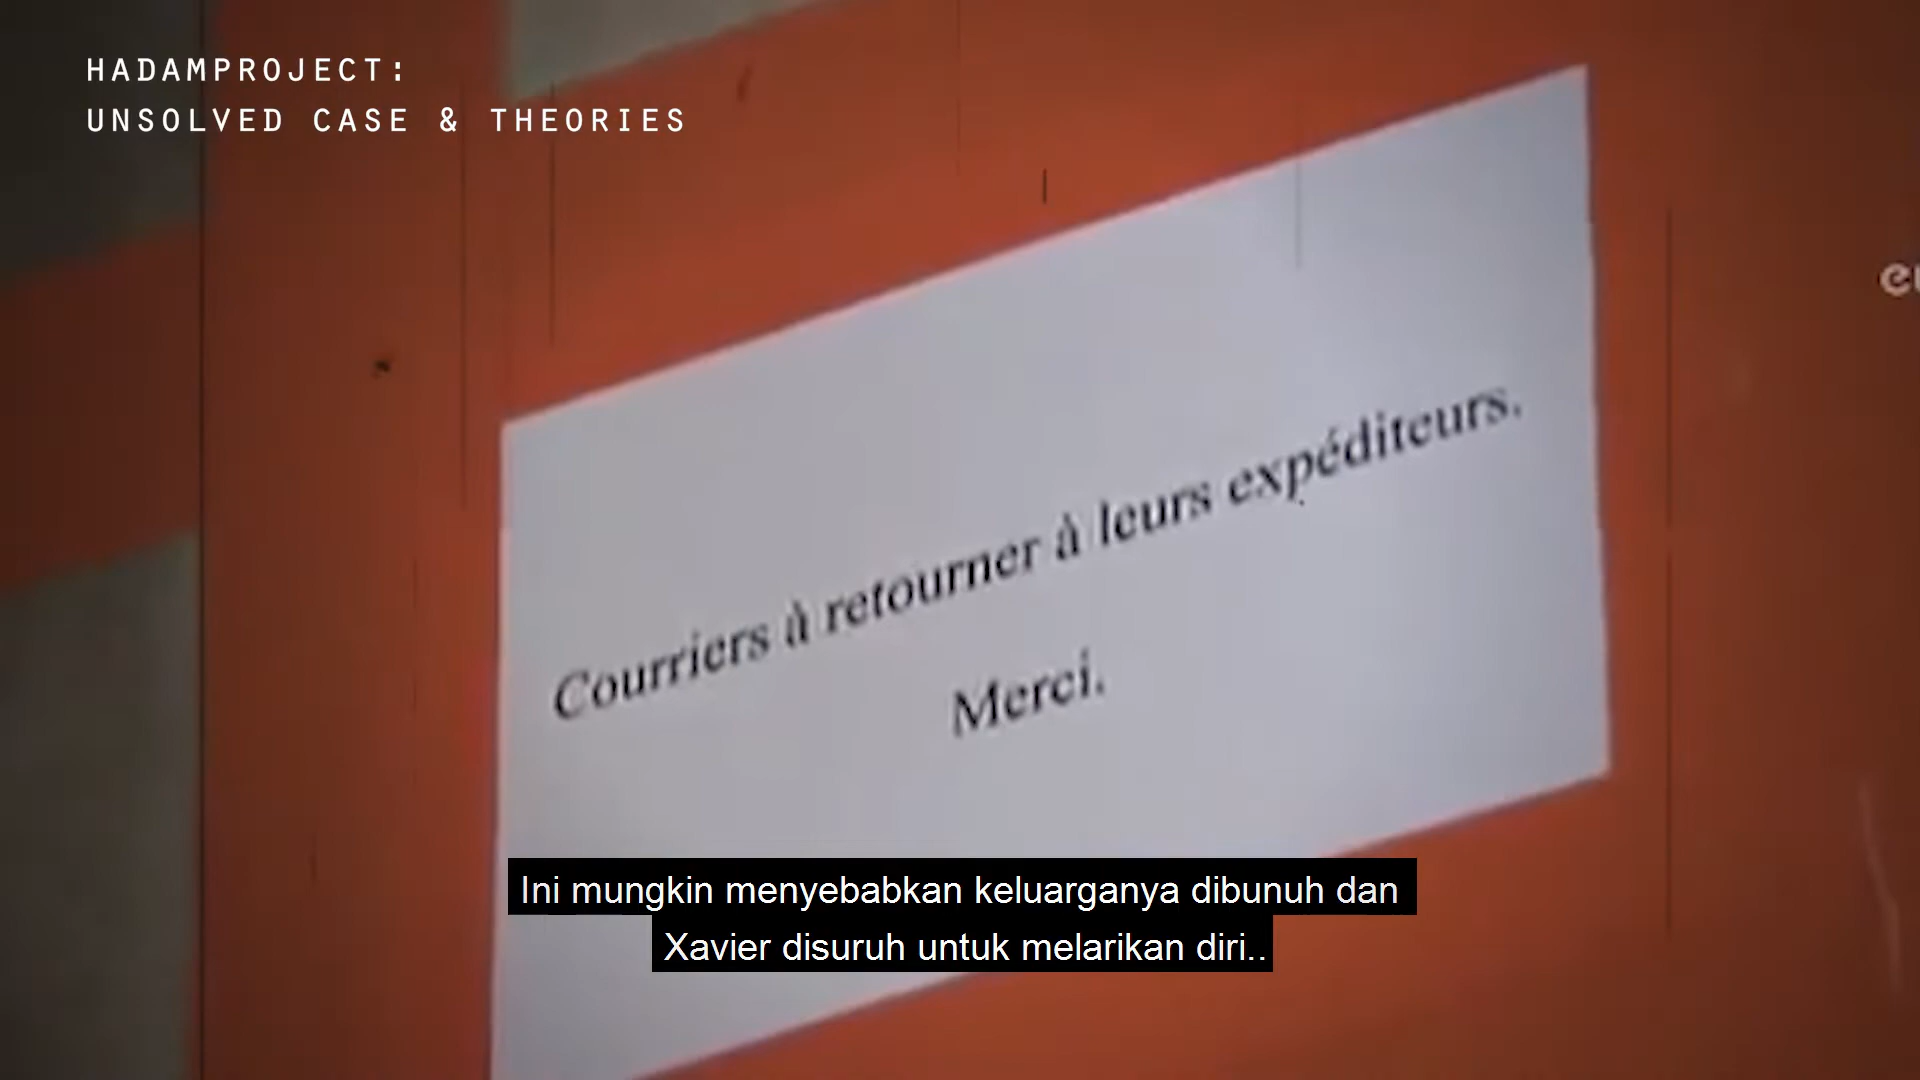 HADAMPROJECT:
UNSOLVED CASE & THEORIES
Courriers à retourner à leurs expéditeurs.
Merci.
Ini mungkin menyebabkan keluarganya dibunuh dan
Xavier disuruh untuk melarikan diri..